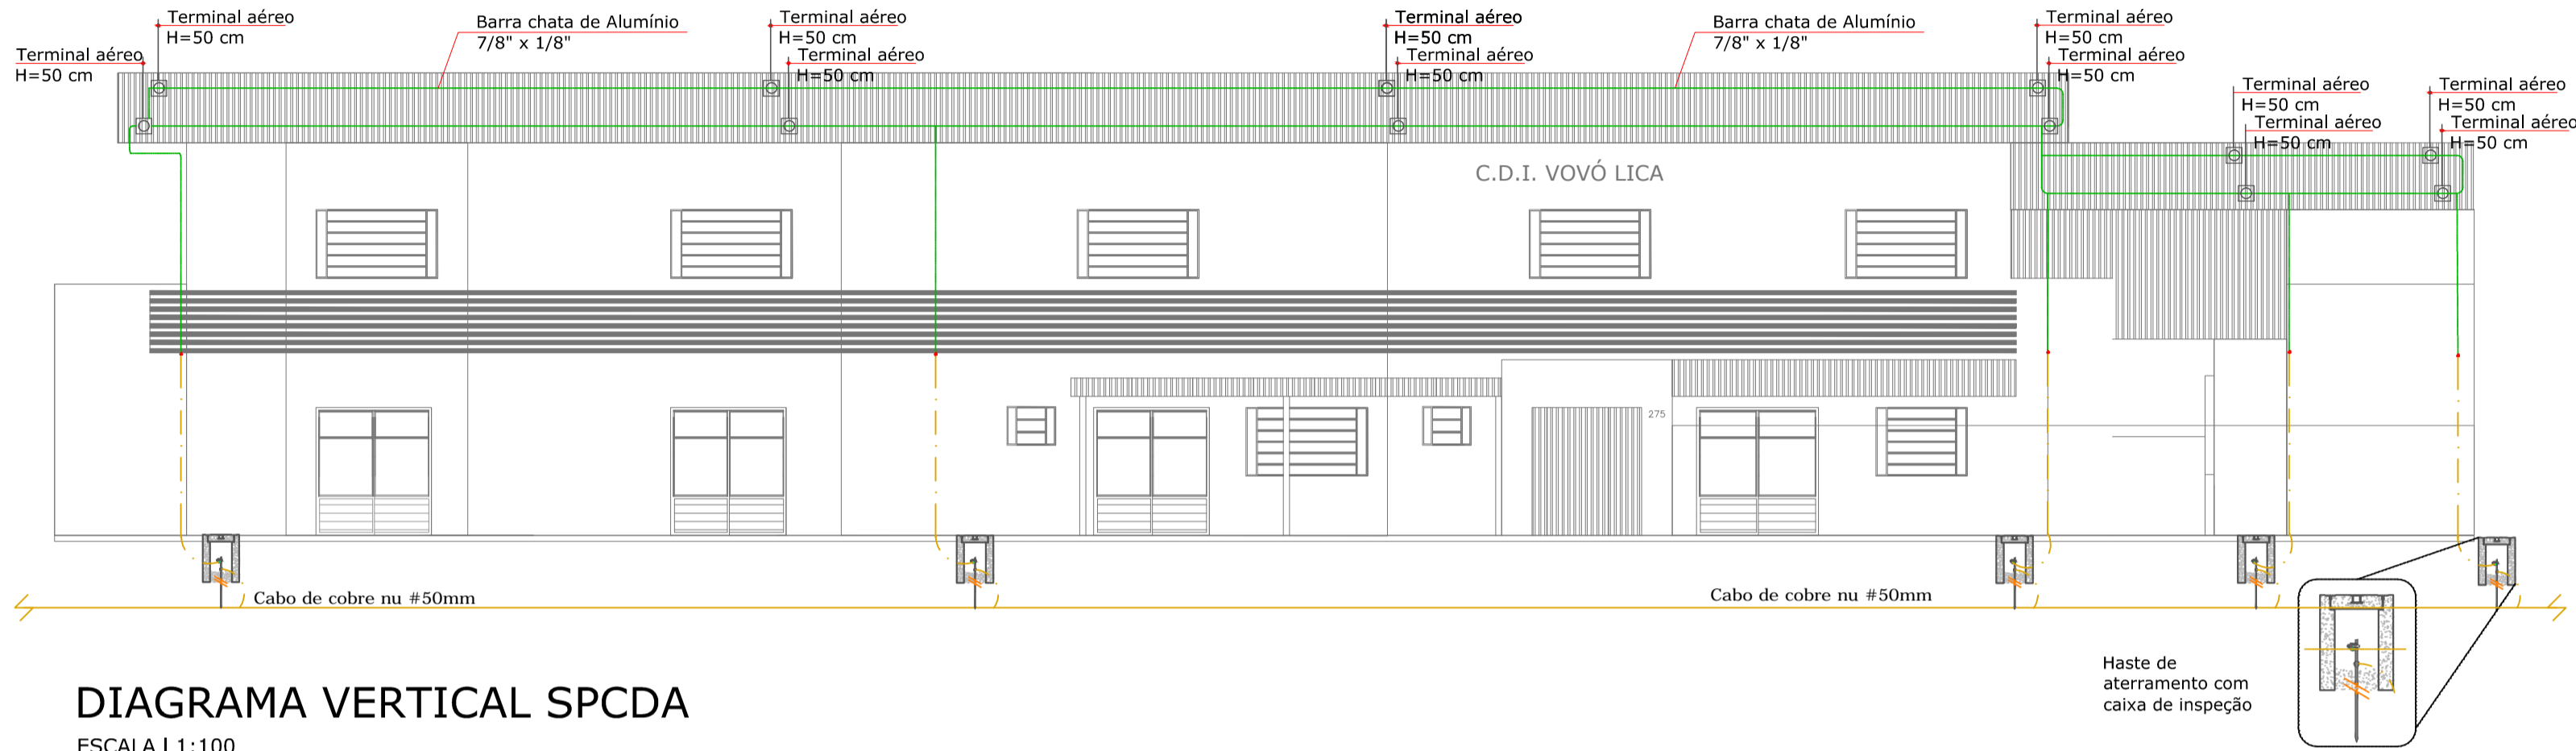 Terminal aéreo
H=50 cm
Terminal aéreo
H=50 cm
Barra chata de Alumínio
7/8" x 1/8"
Terminal aéreo
H=50 cm
Terminal aéreo
H=50 cm
Terminal aéreo
H=50 cm
Terminal aéreo
H=50 cm
Barra chata de Alumínio
7/8" x 1/8"
Terminal aéreo
H=50 cm
Terminal aéreo
H=50 cm
Terminal aéreo
H=50 cm
Terminal aéreo
H=50 cm
Terminal aéreo
H=50 cm
Terminal aéreo
H=50 cm
C.D.I. VOVÓ LICA
275
Cabo de cobre nu #50mm
Cabo de cobre nu #50mm
Haste de
aterramento com
caixa de inspeção
DIAGRAMA VERTICAL SPCDA
ESCALA | 1:100